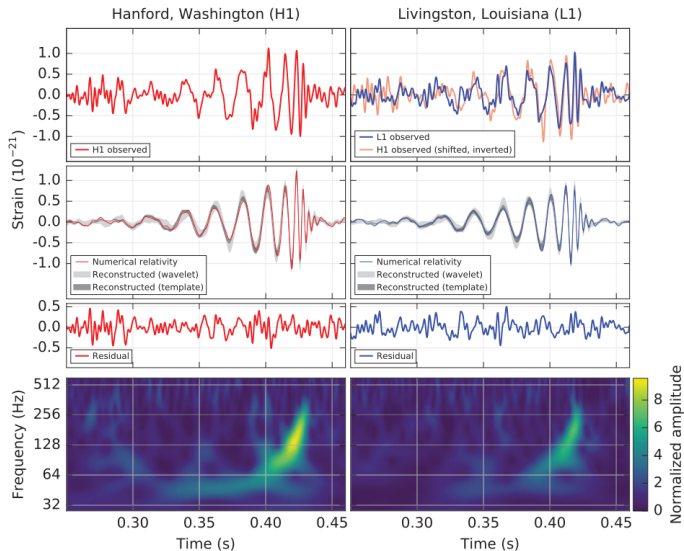 Hanford, Washington (H1)
Livingston, Louisiana (L1)
1.0
0.5
0.0
-0.5
-1.0
H1 observed
L1 observed
H1 observed (shifted, inverted)
Strain (10⁻²¹)
1.0
0.5
0.0
-0.5
-1.0
Numerical relativity
Reconstructed (wavelet)
Reconstructed (template)
Numerical relativity
Reconstructed (wavelet)
Reconstructed (template)
0.5
0.0
-0.5
Residual
Residual
Frequency (Hz)
512
256
128
64
32
0.30
0.35
0.40
0.45
Time (s)
0.30
0.35
0.40
0.45
Time (s)
8
6
4
2
0
Normalized amplitude